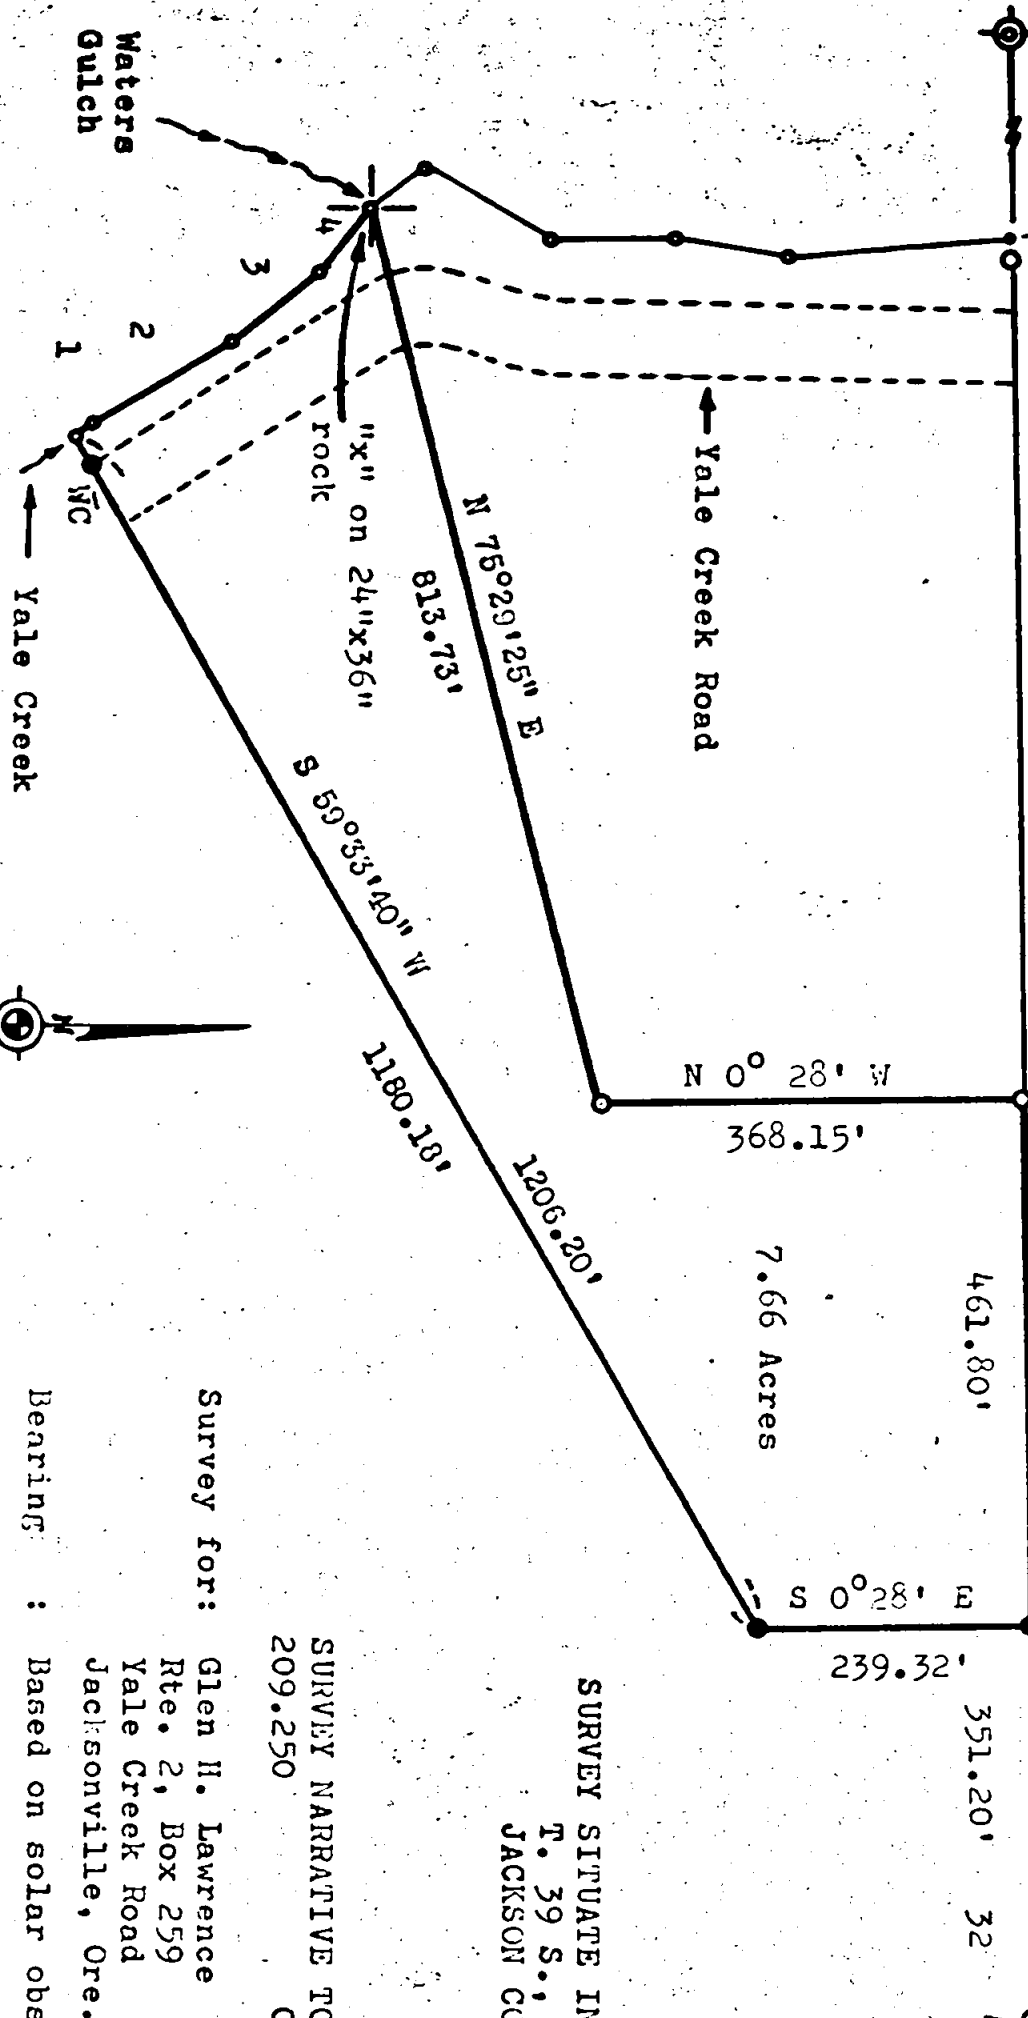 Waters
Gulch
4
3
2
1
WC
Yale Creek
"x" on 24"x36"
rock
Yale Creek Road
N 75°29'25" E
813.73'
S 59°33'40" W
1180.18'
1206.20'
N
N 0° 28' W
368.15'
461.80'
7.66 Acres
S 0°28' E
239.32'
351.20'
32
SURVEY SITUATE IN
T. 39 S.,
JACKSON
SURVEY NARRATIVE TO
209.250
Survey for: Glen H. Lawrence
Rte. 2, Box 259
Yale Creek Road
Jacksonville, Ore.
Bearing : Based on solar